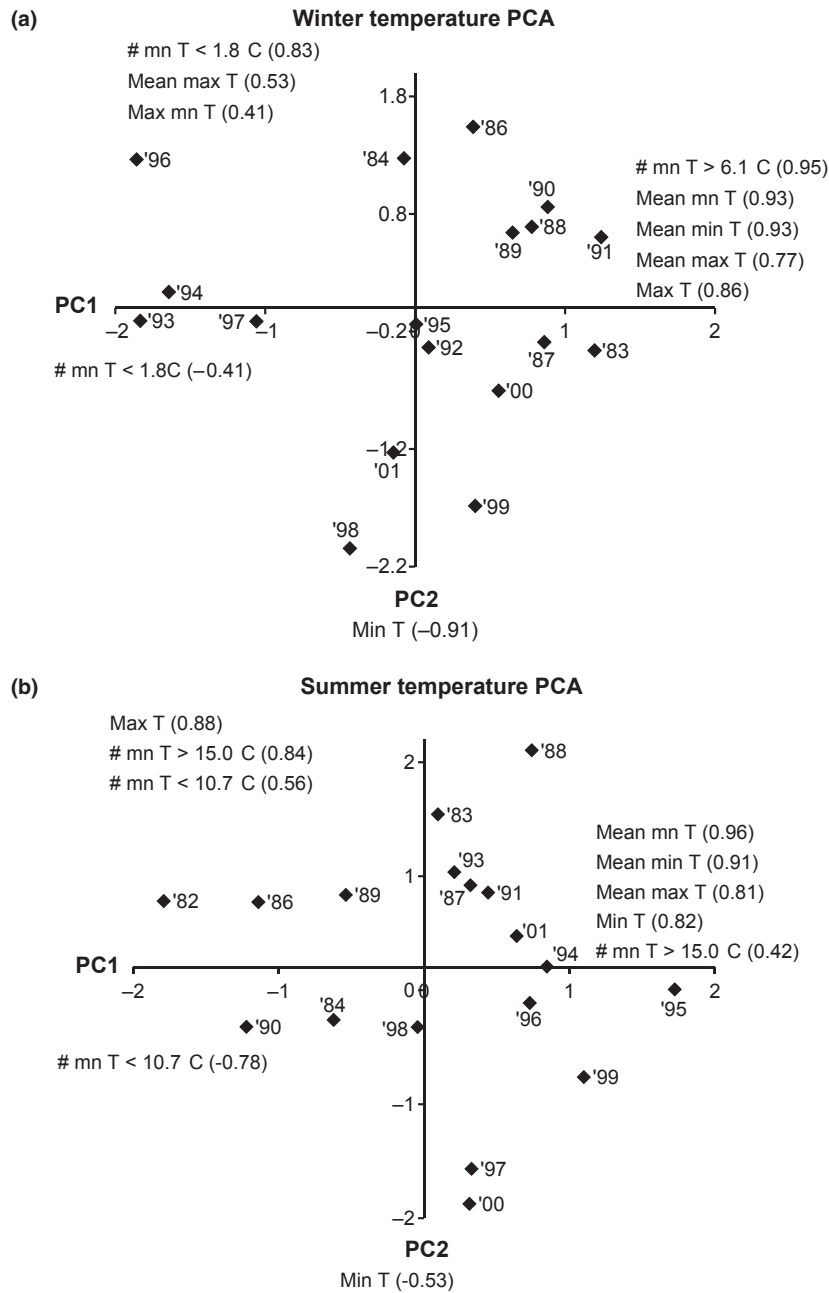 (a)
Winter temperature PCA
# mn T < 1.8 C (0.83)
Mean max T (0.53)
Max mn T (0.41)
1.8
'86
'96
'84
# mn T > 6.1 C (0.95)
Mean mn T (0.93)
Mean min T (0.93)
Mean max T (0.77)
Max T (0.86)
'90
0.8
'88
'89
'91
'94
PC1
–2
–1
–0.2
1
2
'93
'97
'95
'92
'87
'83
# mn T < 1.8C (–0.41)
'00
–1.2
'01
'99
'98
–2.2
PC2
Min T (–0.91)
(b)
Summer temperature PCA
Max T (0.88)
# mn T > 15.0 C (0.84)
# mn T < 10.7 C (0.56)
2
'88
'83
Mean mn T (0.96)
Mean min T (0.91)
Mean max T (0.81)
Min T (0.82)
# mn T > 15.0 C (0.42)
'93
1
'82
'86
'89
'87
'91
'01
'94
PC1
–2
–1
0
0
1
2
'84
'96
'95
'90
'98
# mn T < 10.7 C (-0.78)
'99
–1
'97
'00
–2
PC2
Min T (-0.53)